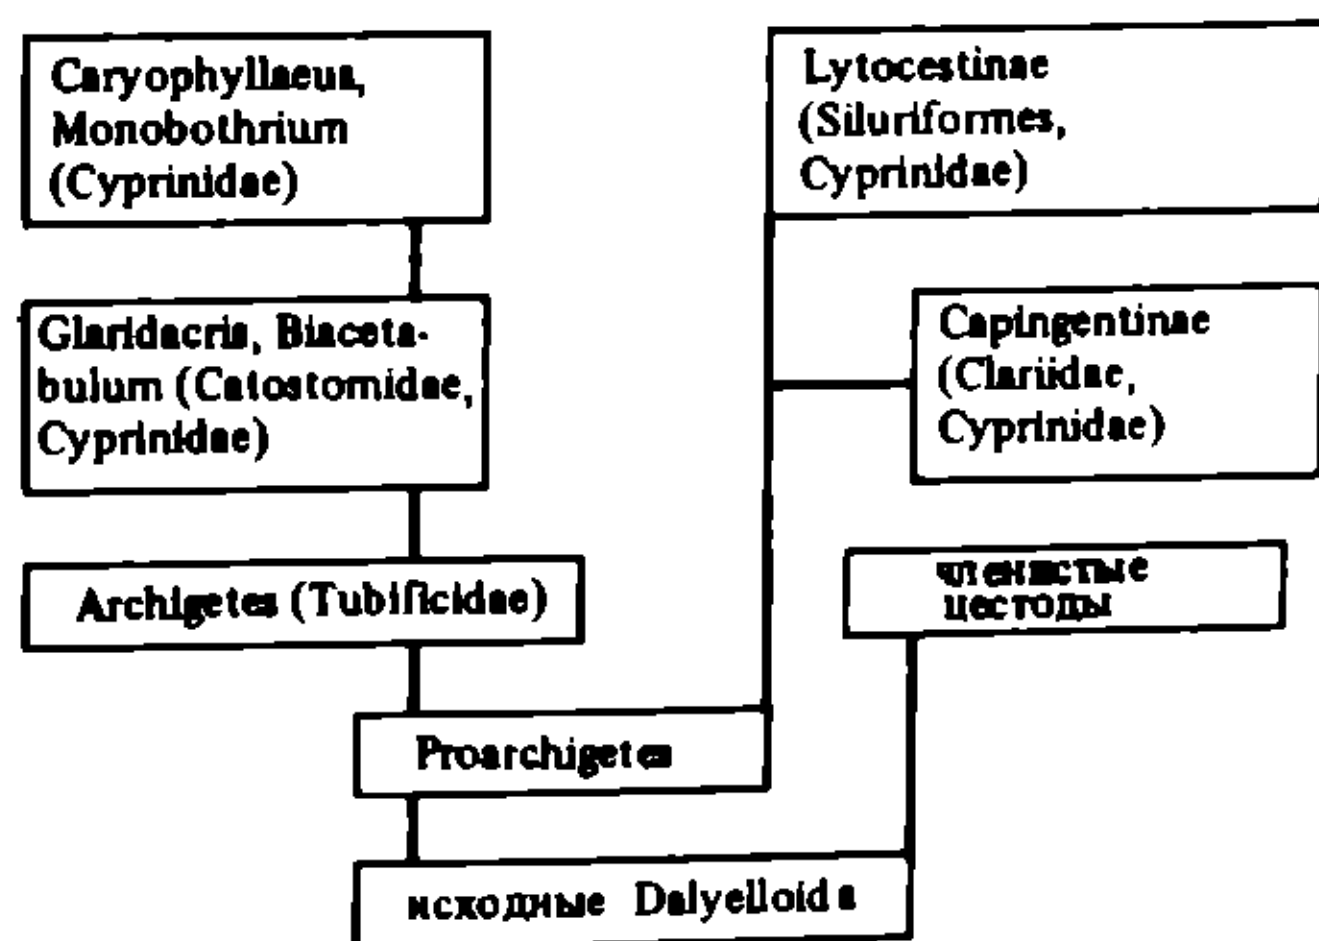 Caryophyllaeus,
Monobothrium
(Cyprinidae)
Glaridacris, Biaceta-
bulum (Catostomidae,
Cyprinidae)
Archigetes (Tubificidae)
Proarchigetes
исходные Dalyelloida
Lytocestinae
(Siluriformes,
Cyprinidae)
Capingentinae
(Clariidae,
Cyprinidae)
членистые
цестоды